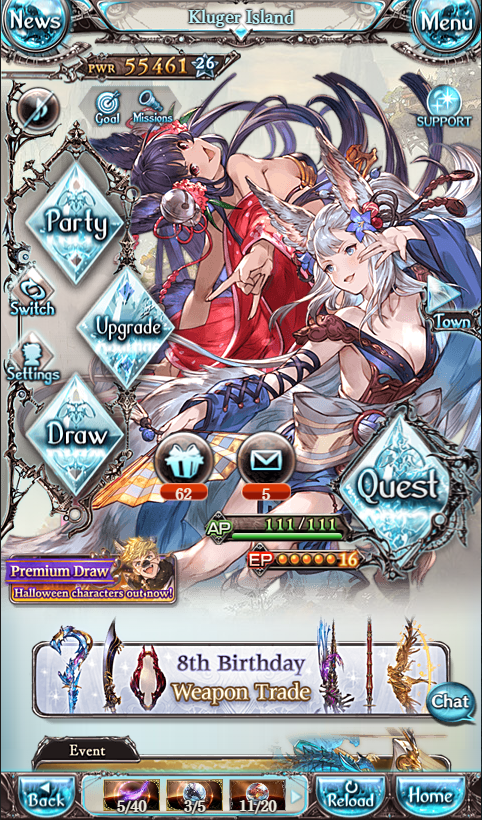 News
Kluger Island
Menu
PWR 55461 26
Goal
Missions
SUPPORT
Party
Switch
Upgrade
Town
Settings
Draw
Quest
62
5
AP 111/111
EP 16
Premium Draw
Halloween characters out now!
8th Birthday
Weapon Trade
Chat
Event
Back
5/40
3/5
11/20
Reload
Home